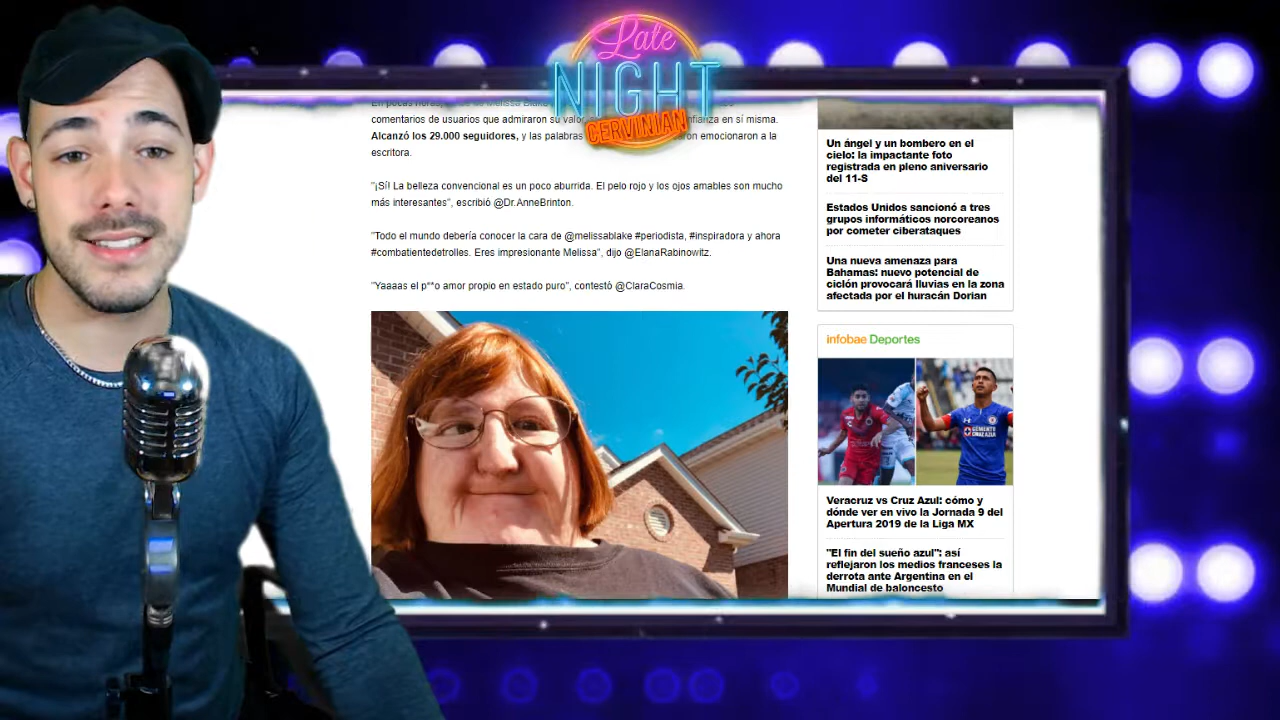 Late
NIGHT
CERVINIAN
En pocas horas,
comentarios de usuarios que admiraron su valor
confianza en sí misma.
Alcanzó los 29.000 seguidores, y las palabras
emocionaron a la
escritora.
"¡Sí! La belleza convencional es un poco aburrida. El pelo rojo y los ojos amables son mucho
más interesantes", escribió @Dr.AnneBrinton.
"Todo el mundo debería conocer la cara de @melissablake #periodista, #inspiradora y ahora
#combatientedetrolles. Eres impresionante Melissa", dijo @ElanaRabinowitz.
"Yaaaas el p**o amor propio en estado puro", contestó @ClaraCosmia.
Un ángel y un bombero en el
cielo: la impactante foto
registrada en pleno aniversario
del 11-S
Estados Unidos sancionó a tres
grupos informáticos norcoreanos
por cometer ciberataques
Una nueva amenaza para
Bahamas: nuevo potencial de
ciclón provocará lluvias en la zona
afectada por el huracán Dorian
infobae Deportes
CEMENTO
CRUZ AZUL
Veracruz vs Cruz Azul: cómo y
dónde ver en vivo la Jornada 9 del
Apertura 2019 de la Liga MX
"El fin del sueño azul": así
reflejaron los medios franceses la
derrota ante Argentina en el
Mundial de baloncesto